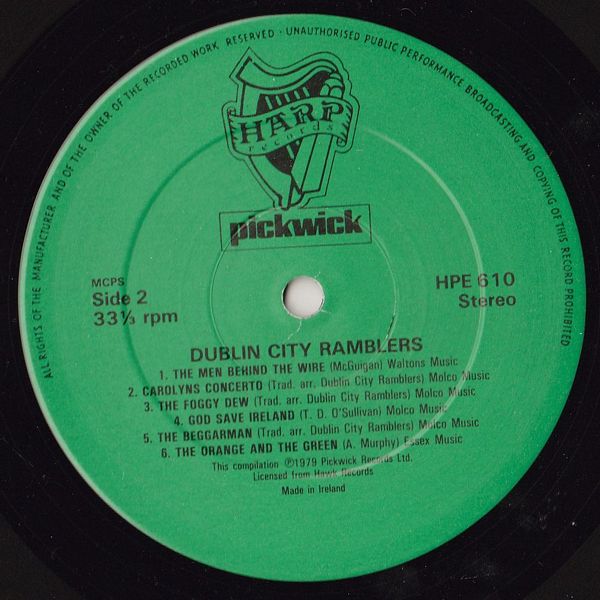 ALL RIGHTS OF THE MANUFACTURER AND OF THE OWNER OF THE RECORDED WORK RESERVED · UNAUTHORISED PUBLIC PERFORMANCE BROADCASTING AND COPYING OF THIS RECORD PROHIBITED
HARP
records
pickwick
MCPS
Side 2
33⅓ rpm
HPE 610
Stereo
DUBLIN CITY RAMBLERS
1. THE MEN BEHIND THE WIRE (McGuigan) Waltons Music
2. CAROLYNS CONCERTO (Trad. arr. Dublin City Ramblers) Molco Music
3. THE FOGGY DEW (Trad. arr. Dublin City Ramblers) Molco Music
4. GOD SAVE IRELAND (T. D. O'Sullivan) Molco Music
5. THE BEGGARMAN (Trad. arr. Dublin City Ramblers) Molco Music
6. THE ORANGE AND THE GREEN (A. Murphy) Essex Music
This compilation ℗1979 Pickwick Records Ltd.
Licensed from Hawk Records
Made in Ireland